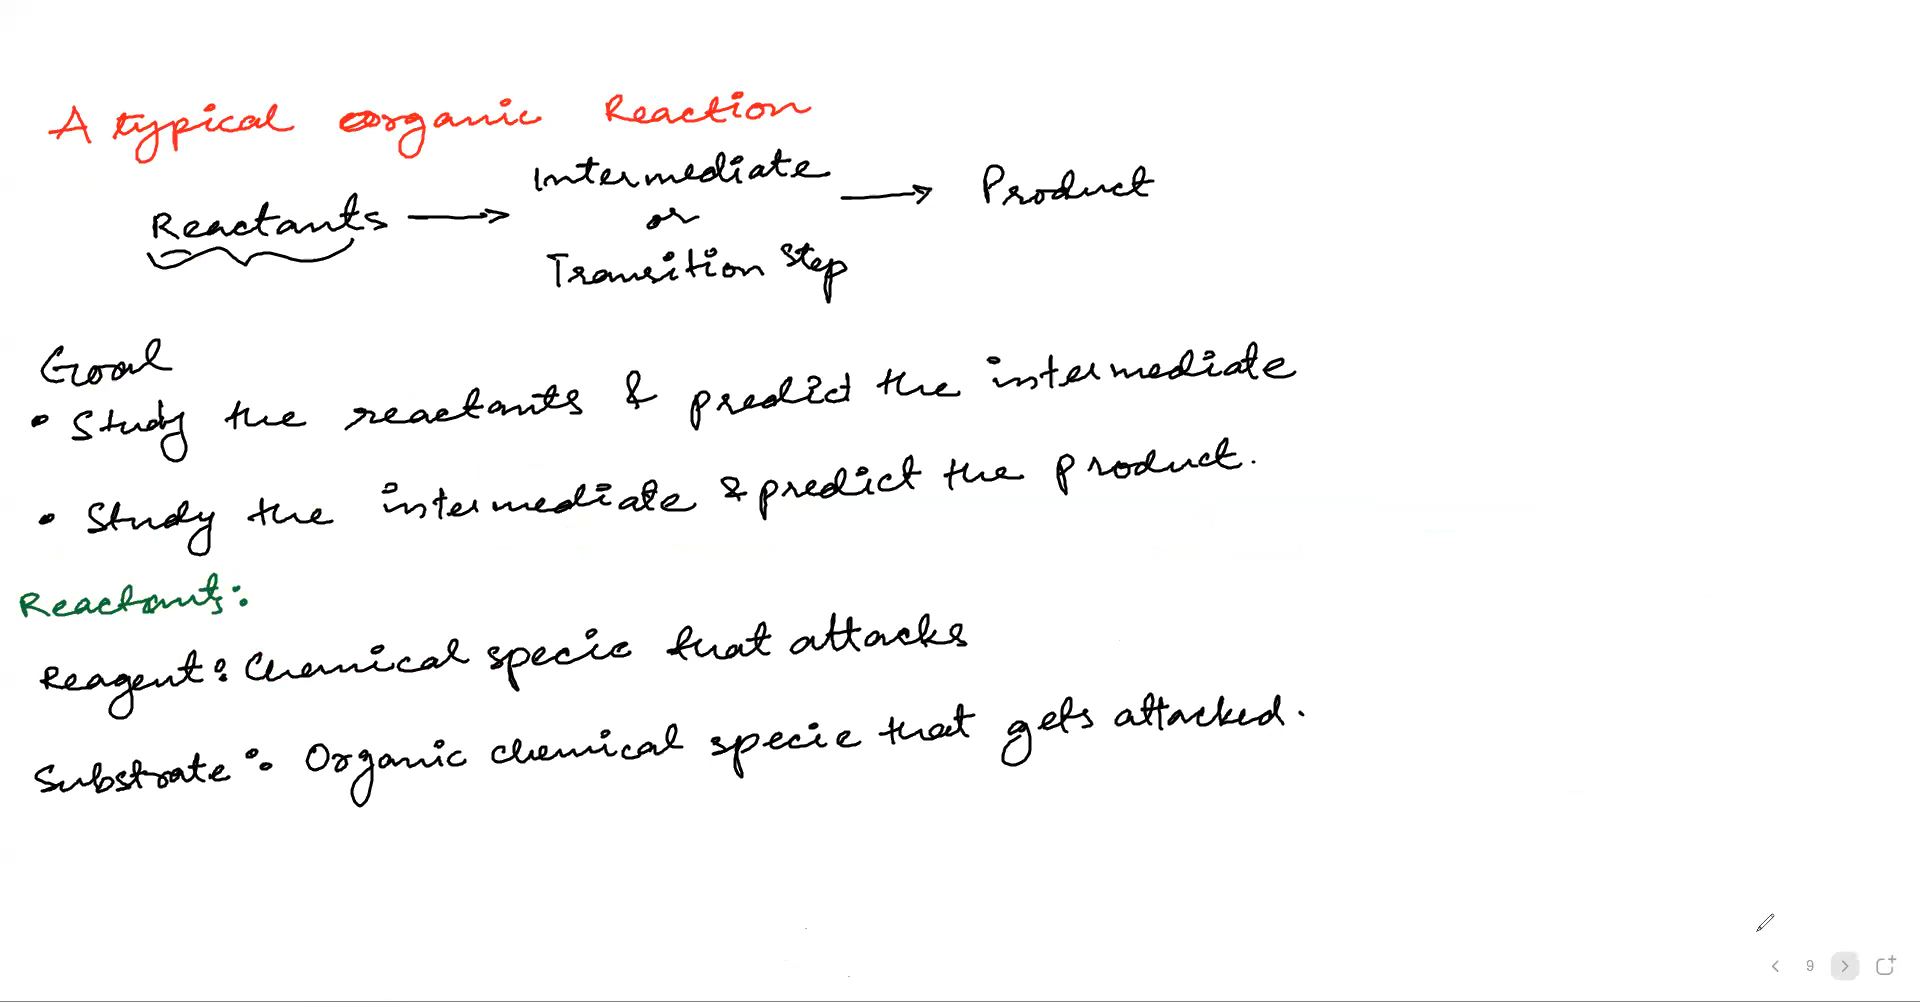 A typical organic Reaction
Reactants → Intermediate or Transition Step → Product
Goal
• Study the reactants & predict the intermediate
• Study the intermediate & predict the product.
Reactants:
Reagent: Chemical specie that attacks
Substrate: Organic chemical specie that gets attacked.
9